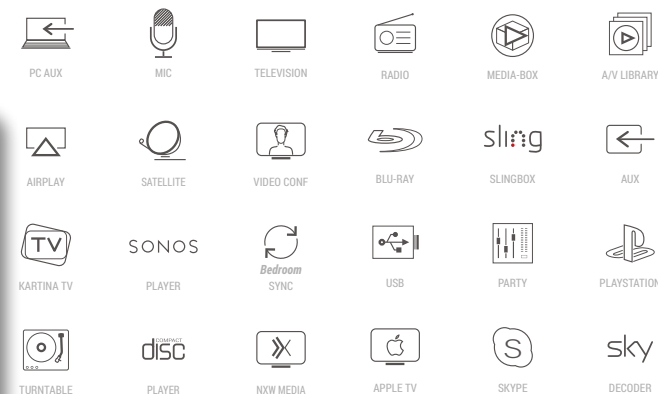 PC AUX MIC TELEVISION RADIO MEDIA-BOX A/V LIBRARY
sling
AIRPLAY SATELLITE VIDEO CONF BLU-RAY SLINGBOX AUX
TV SONOS
Bedroom
KARTINA TV PLAYER SYNC USB PARTY PLAYSTATION
COMPACT
disc S sky
TURNTABLE PLAYER NXW MEDIA APPLE TV SKYPE DECODER